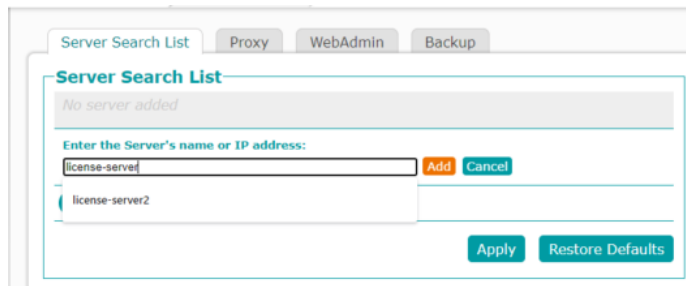 Server Search List Proxy WebAdmin Backup
Server Search List
No server added
Enter the Server's name or IP address:
license-server Add Cancel
license-server2
Apply Restore Defaults